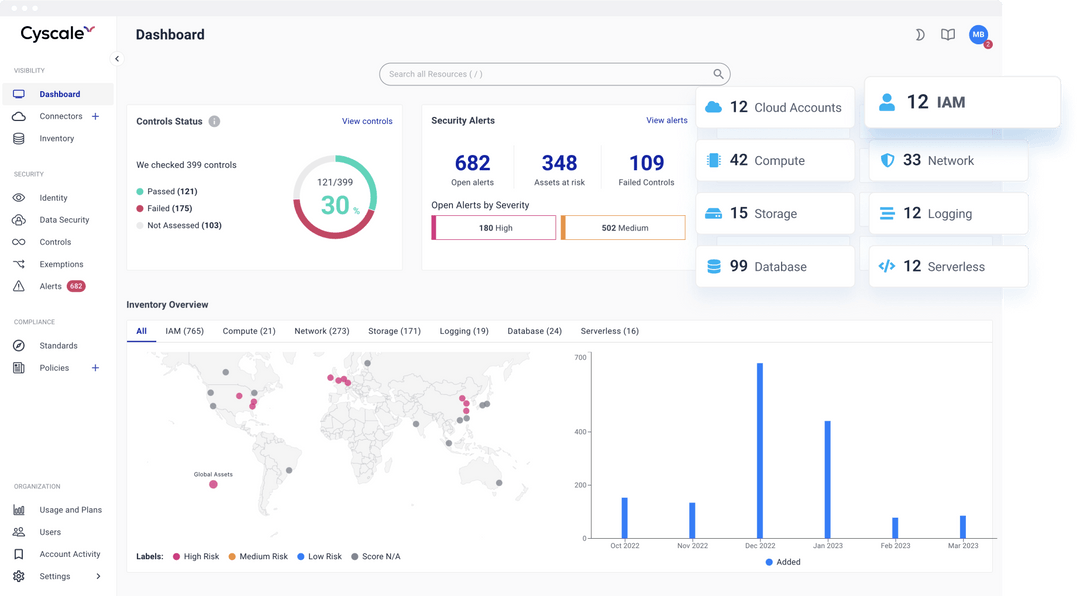 Cyscale
Dashboard
MB
2
VISIBILITY
Dashboard
Connectors +
Inventory
SECURITY
Identity
Data Security
Controls
Exemptions
Alerts 682
COMPLIANCE
Standards
Policies +
ORGANIZATION
Usage and Plans
Users
Account Activity
Settings
Search all Resources ( / )
Controls Status
View controls
We checked 399 controls
Passed (121)
Failed (175)
Not Assessed (103)
121/399
30 %
Security Alerts
View alerts
682
Open alerts
348
Assets at risk
109
Failed Controls
Open Alerts by Severity
180 High
502 Medium
12 Cloud Accounts
12 IAM
42 Compute
33 Network
15 Storage
12 Logging
99 Database
12 Serverless
Inventory Overview
All IAM (765) Compute (21) Network (273) Storage (171) Logging (19) Database (24) Serverless (16)
Global Assets
Labels: High Risk Medium Risk Low Risk Score N/A
700
400
200
0
Oct 2022 Nov 2022 Dec 2022 Jan 2023 Feb 2023 Mar 2023
Added